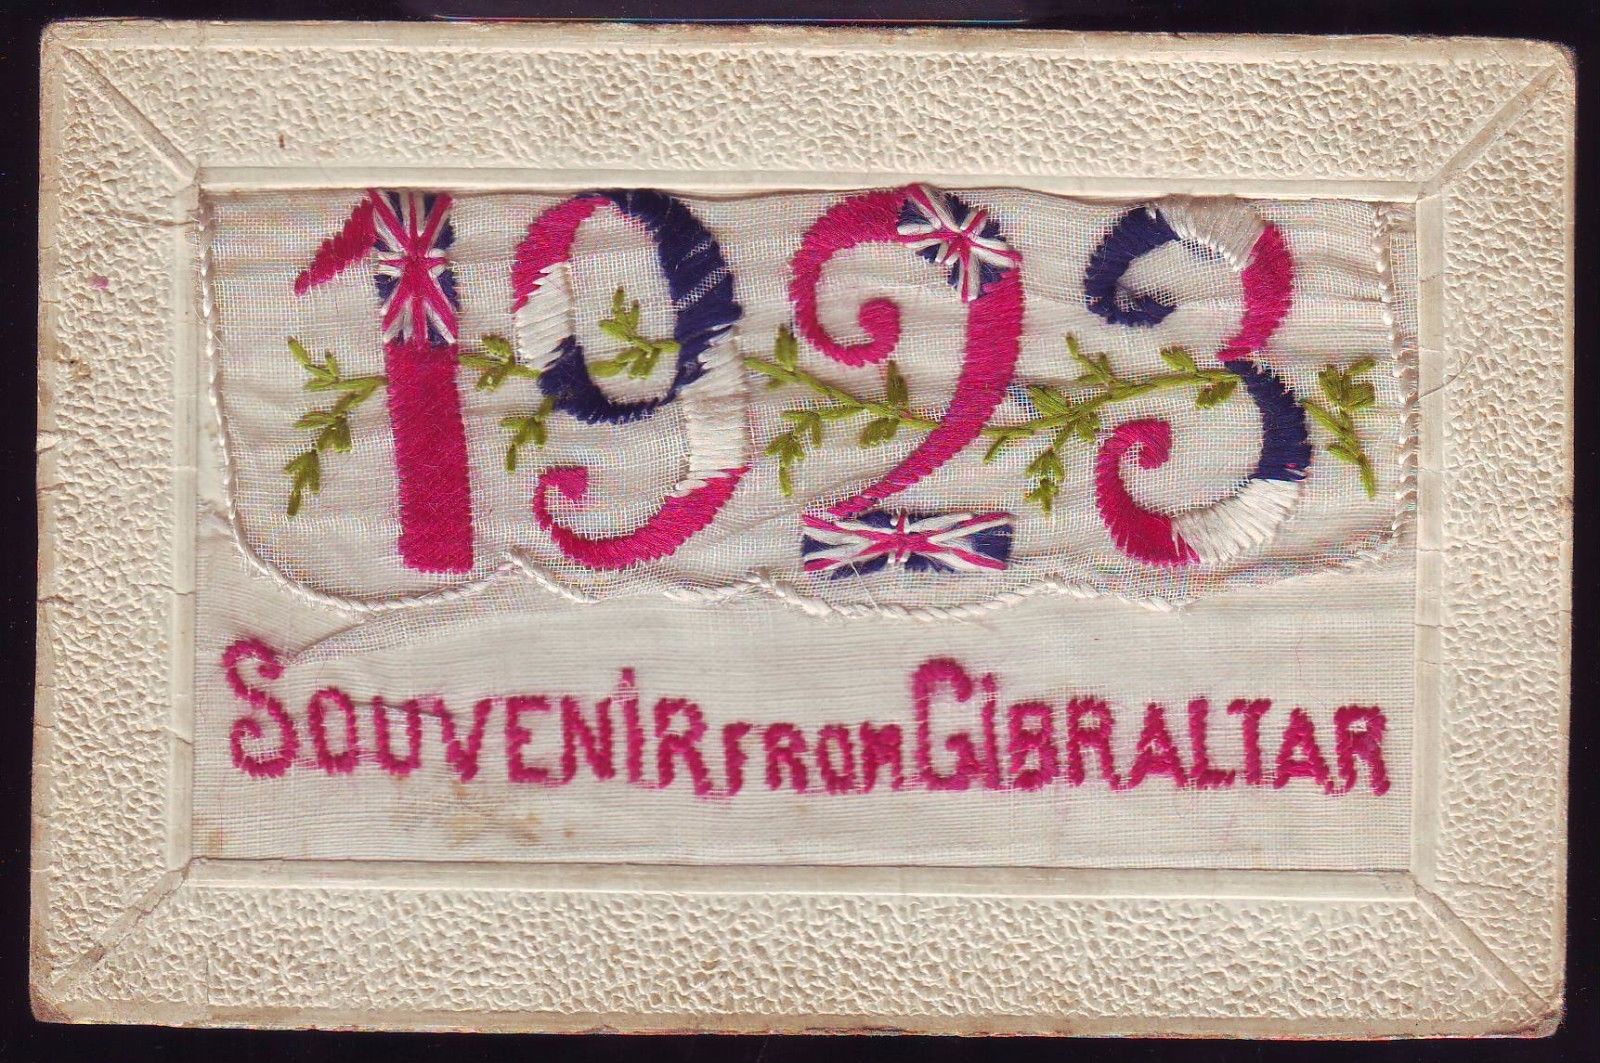 1923
SOUVENIR FROM GIBRALTAR